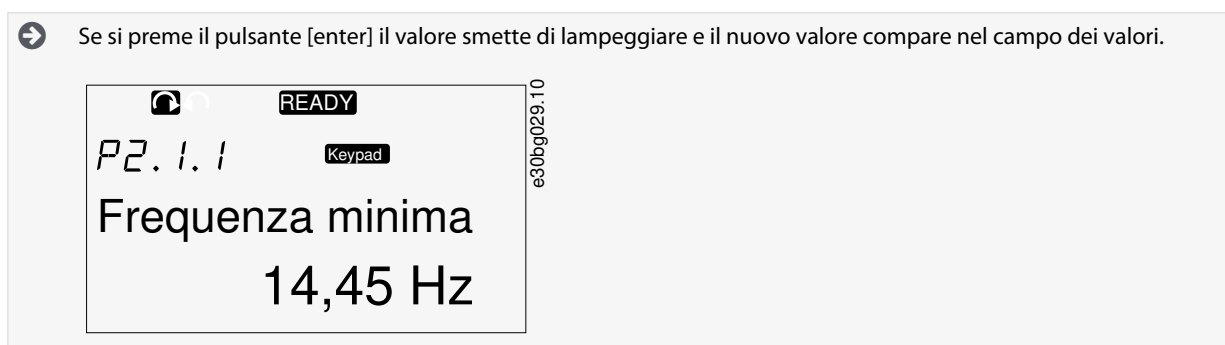 Se si preme il pulsante [enter] il valore smette di lampeggiare e il nuovo valore compare nel campo dei valori.
READY
P2.1.1
Keypad
Frequenza minima
14,45 Hz
e30bg029.10